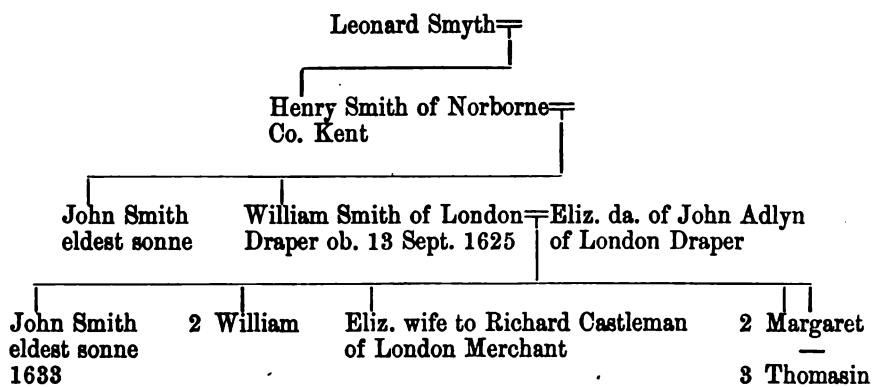 Leonard Smyth
Henry Smith of Norborne
Co. Kent
John Smith
eldest sonne
William Smith of London
Draper ob. 13 Sept. 1625
Eliz. da. of John Adlyn
of London Draper
John Smith
eldest sonne
1633
2 William
Eliz. wife to Richard Castleman
of London Merchant
2 Margaret
—
3 Thomasin